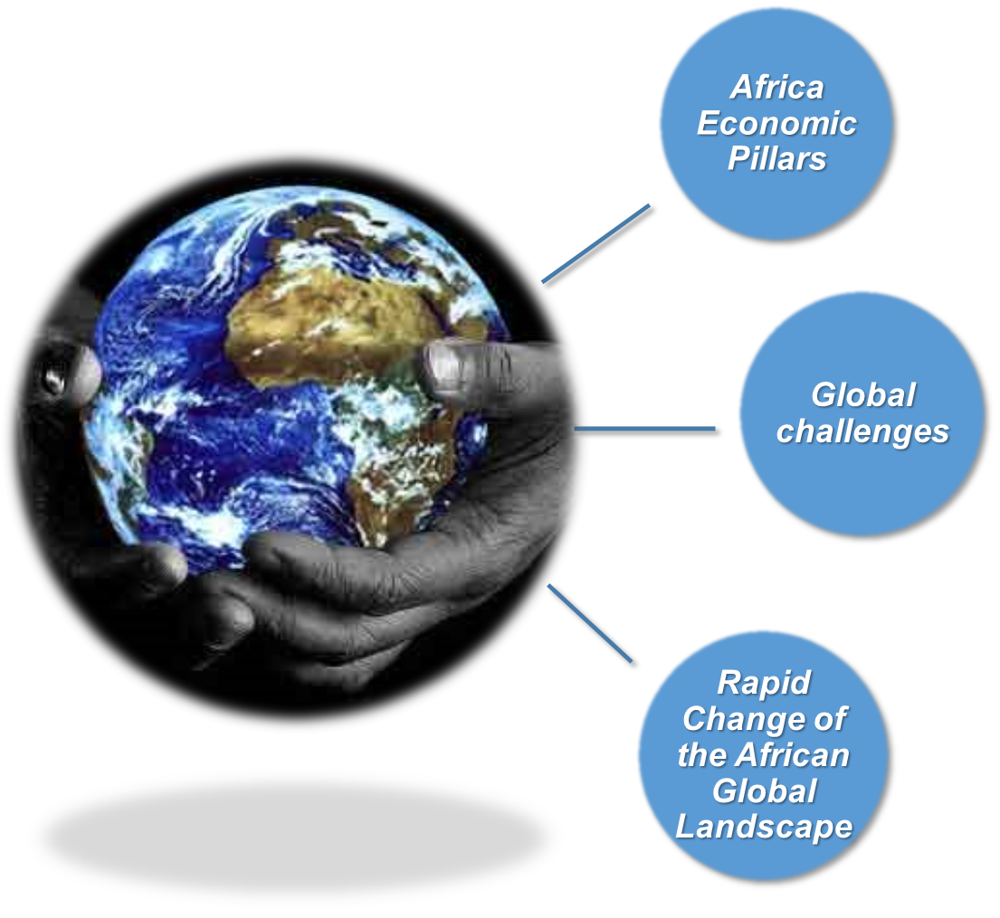 Africa
Economic
Pillars
Global
challenges
Rapid
Change of
the African
Global
Landscape